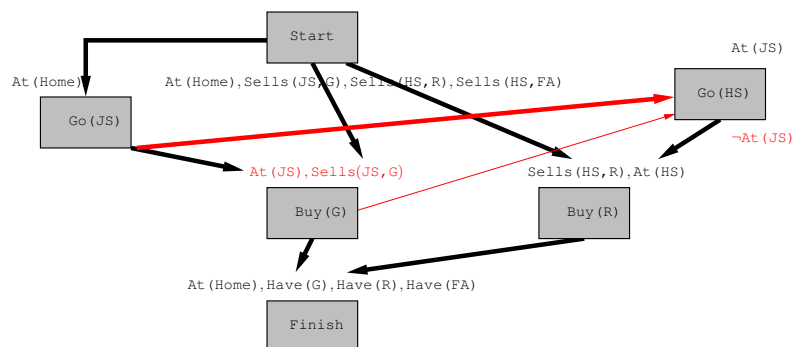 Start
At(JS)
At(Home)
At(Home),Sells(JS,G),Sells(HS,R),Sells(HS,FA)
Go(HS)
Go(JS)
¬At(JS)
At(JS),Sells(JS,G)
Sells(HS,R),At(HS)
Buy(G)
Buy(R)
At(Home),Have(G),Have(R),Have(FA)
Finish